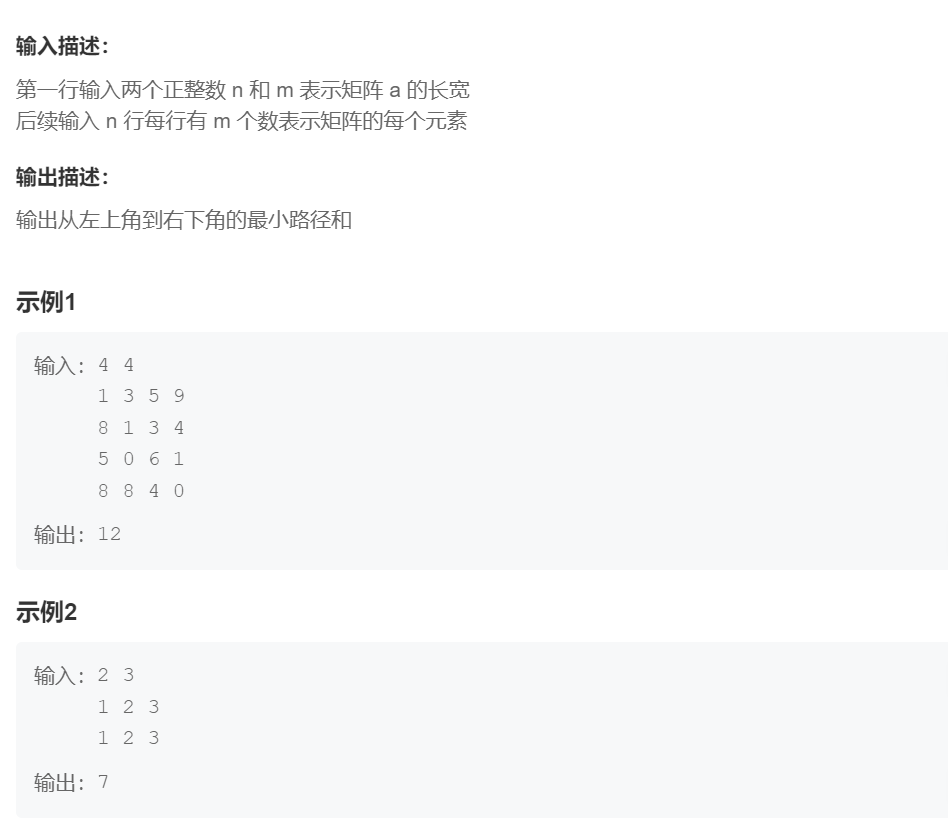 输入描述:
第一行输入两个正整数 n 和 m 表示矩阵 a 的长宽
后续输入 n 行每行有 m 个数表示矩阵的每个元素
输出描述:
输出从左上角到右下角的最小路径和
示例1
输入: 4 4
1 3 5 9
8 1 3 4
5 0 6 1
8 8 4 0
输出: 12
示例2
输入: 2 3
1 2 3
1 2 3
输出: 7